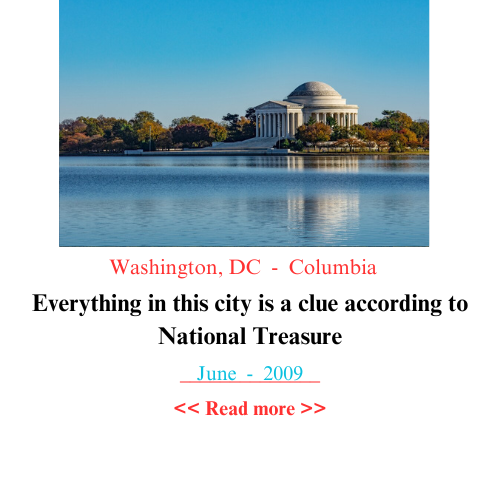 Washington, DC - Columbia
Everything in this city is a clue according to
National Treasure
June - 2009
<< Read more >>